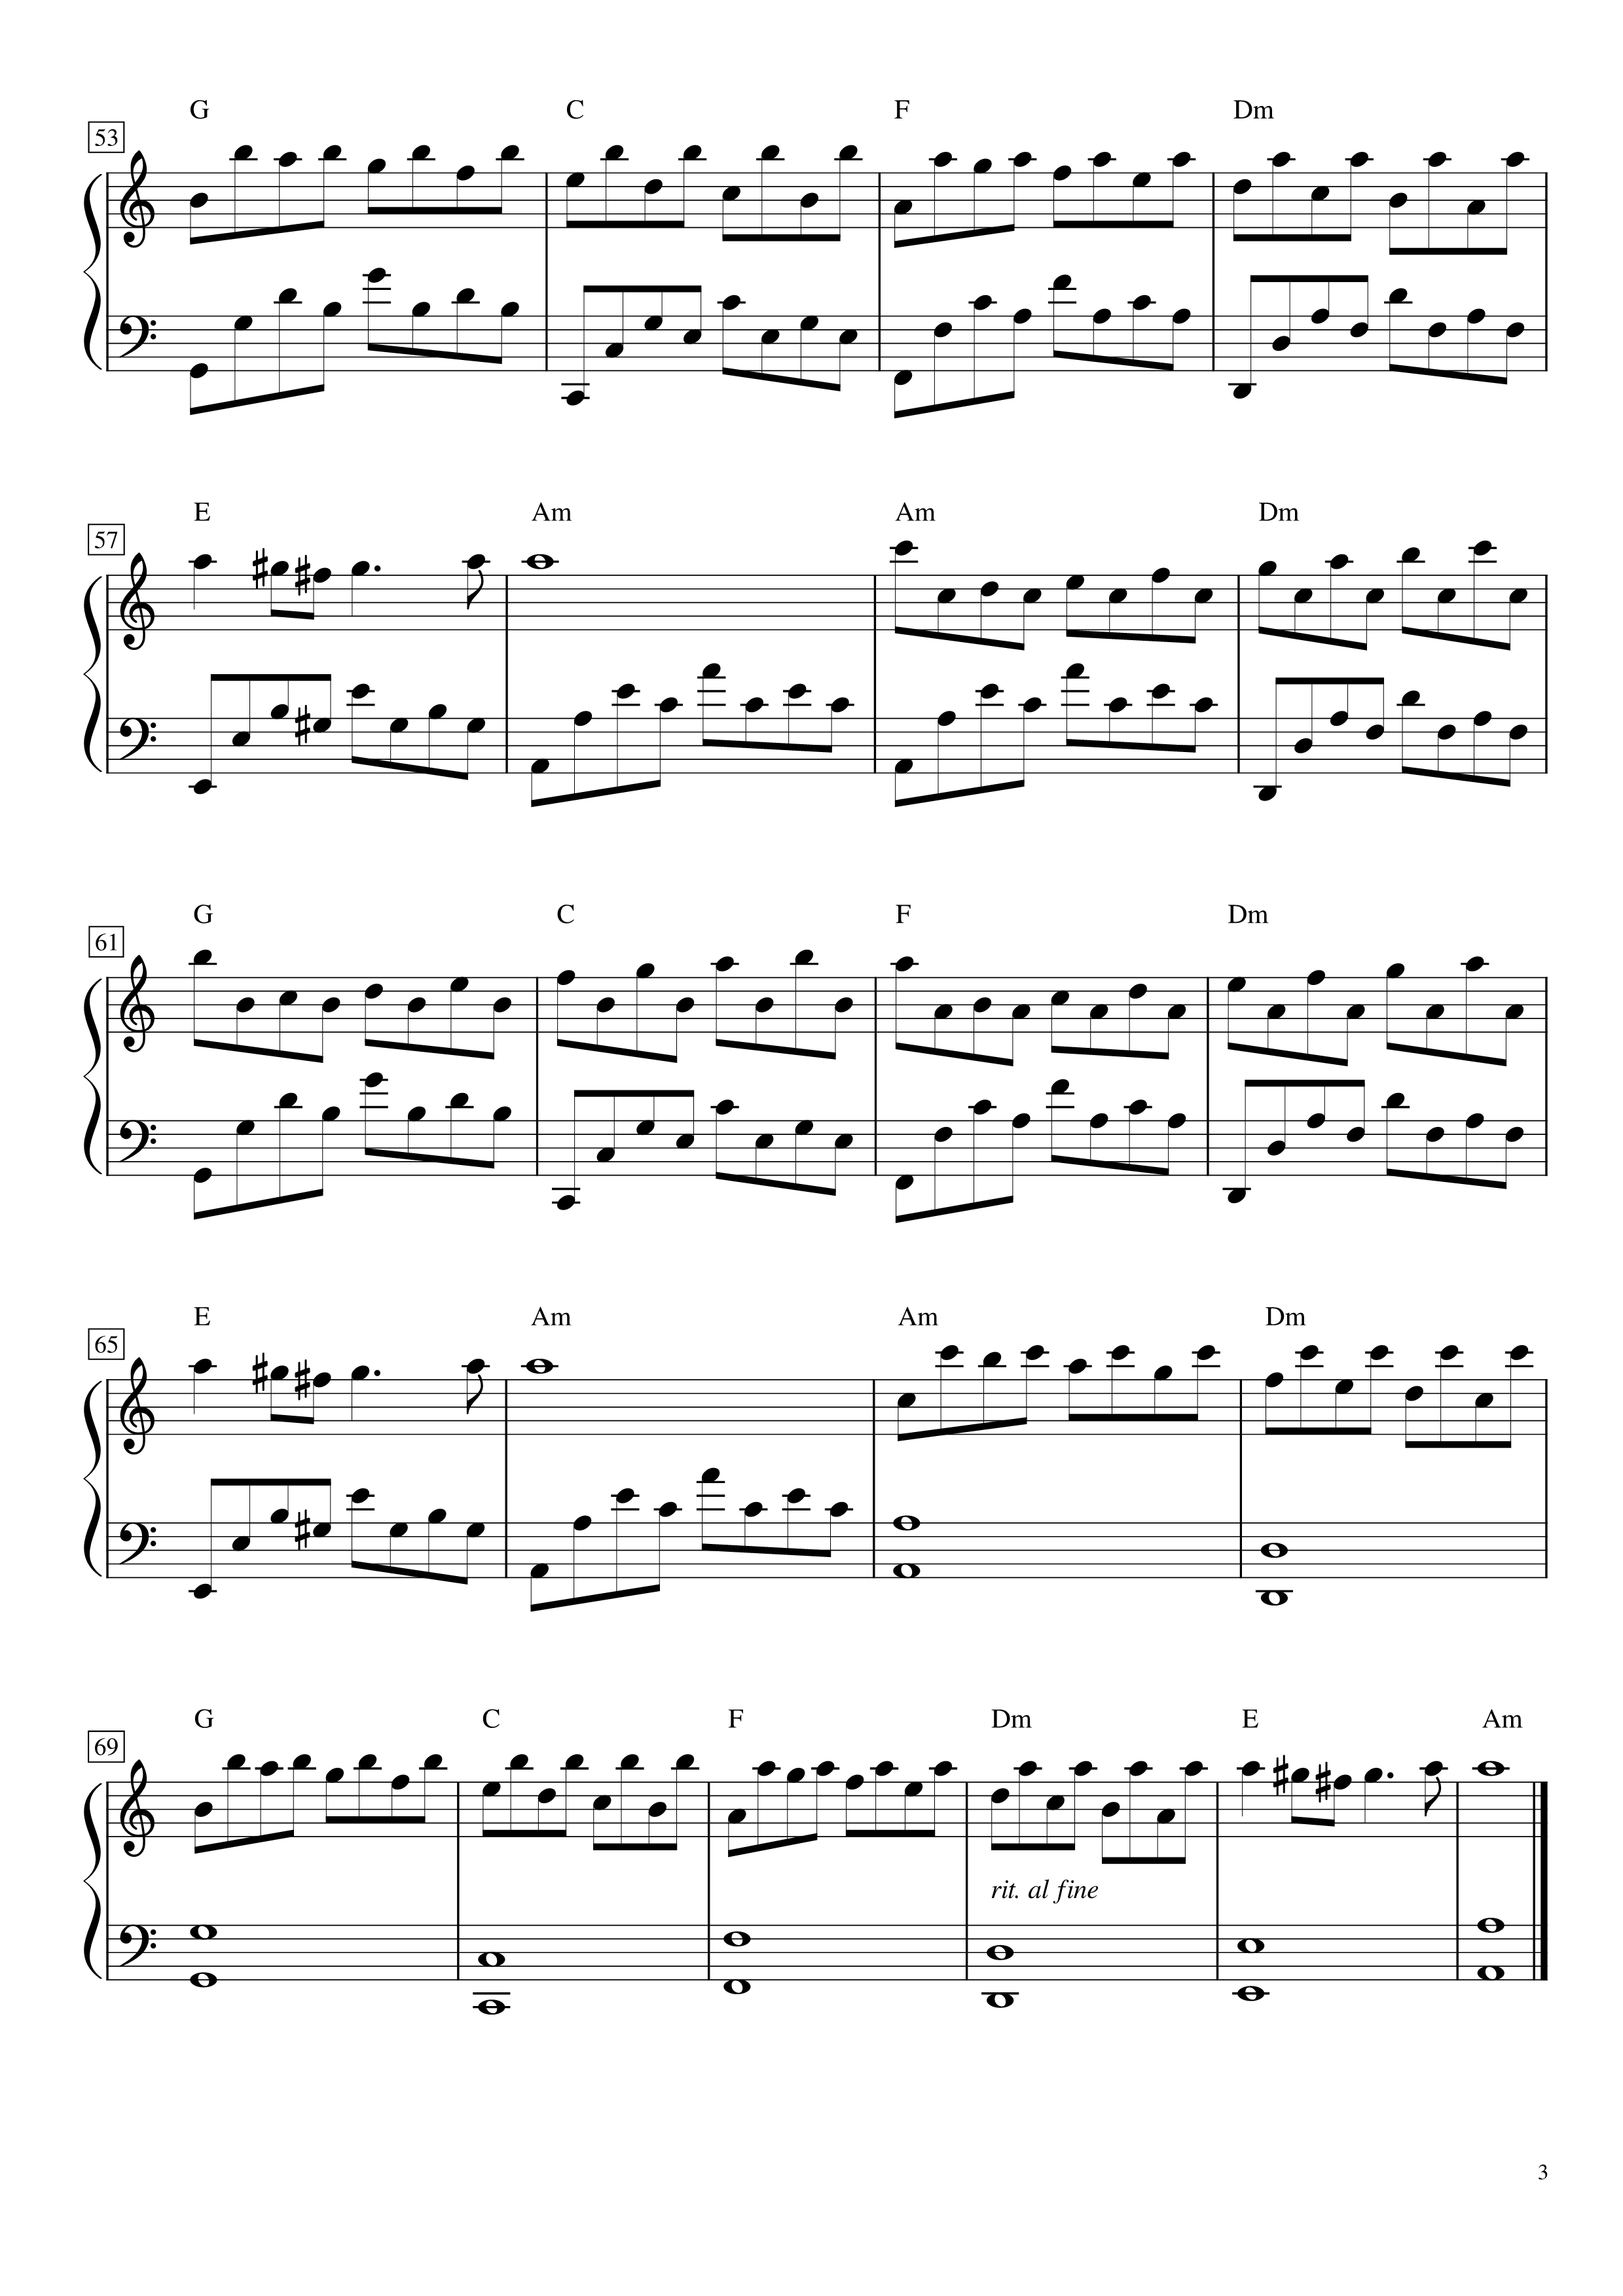 G C F Dm
53
E Am Am Dm
57
G C F Dm
61
E Am Am Dm
65
G C F Dm E Am
69
rit. al fine
3